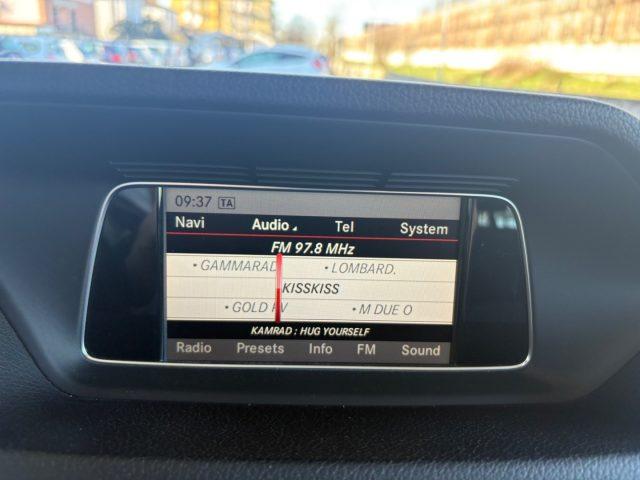 09:37 TA
Navi Audio Tel System
FM 97.8 MHz
• GAMMARAD • LOMBARD.
KISSKISS
• GOLD • M DUE O
KAMRAD : HUG YOURSELF
Radio Presets Info FM Sound